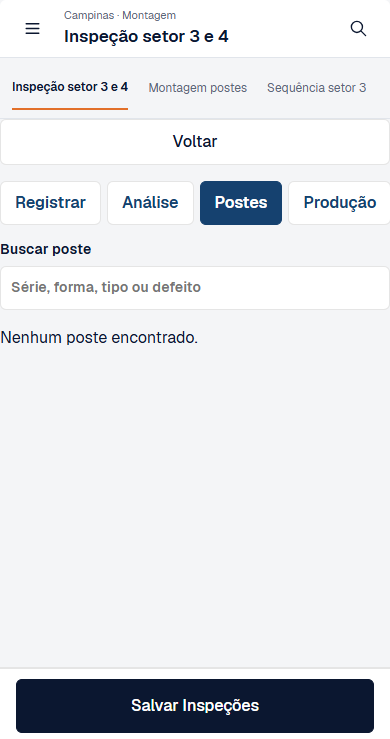 Campinas · Montagem
Inspeção setor 3 e 4
Inspeção setor 3 e 4 Montagem postes Sequência setor 3
Voltar
Registrar Análise Postes Produção
Buscar poste
Série, forma, tipo ou defeito
Nenhum poste encontrado.
Salvar Inspeções